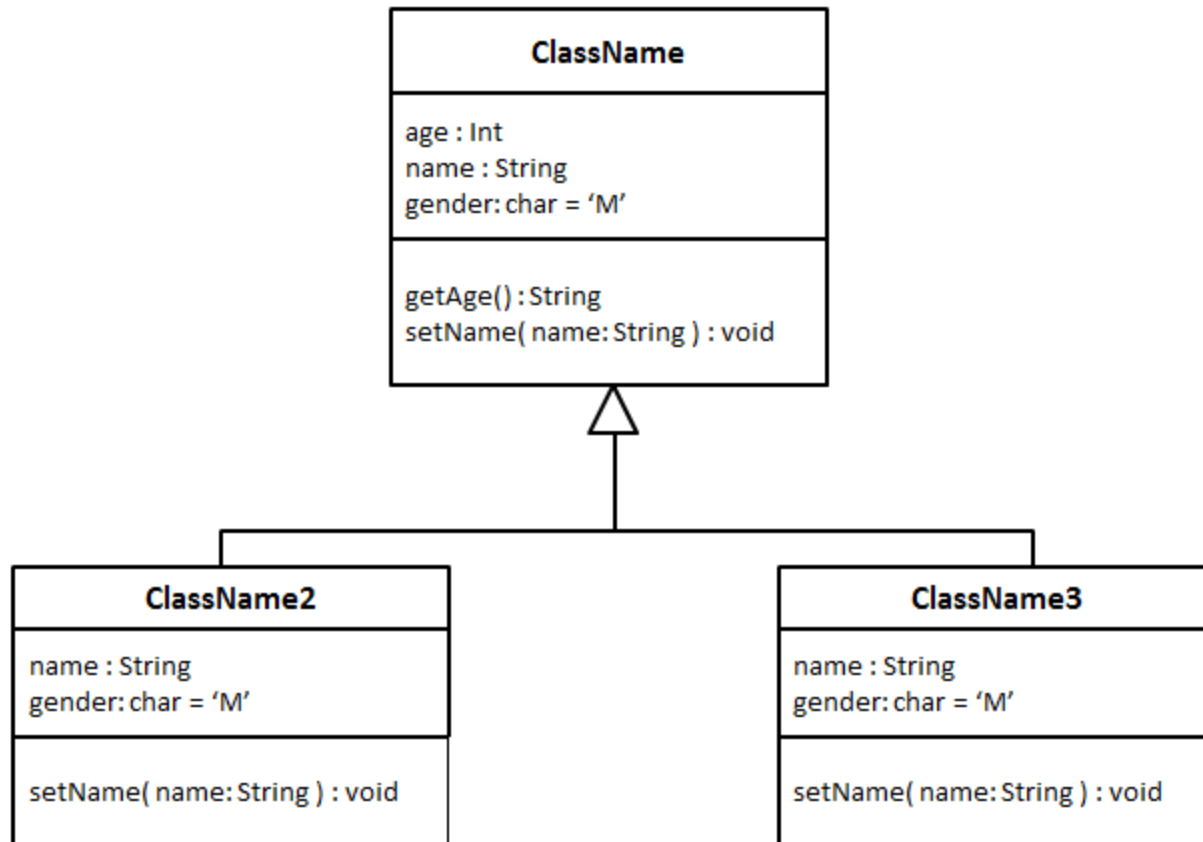 ClassName
age : Int
name : String
gender: char = ‘M’
getAge() : String
setName( name: String ) : void
ClassName2
name : String
gender: char = ‘M’
setName( name: String ) : void
ClassName3
name : String
gender: char = ‘M’
setName( name: String ) : void